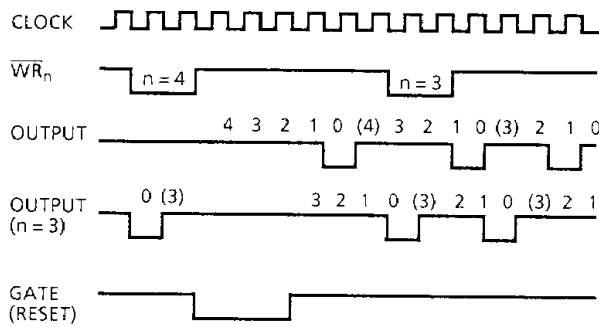 CLOCK
WRn n = 4 n = 3
OUTPUT 4 3 2 1 0 (4) 3 2 1 0 (3) 2 1 0
OUTPUT (n = 3) 0 (3) 3 2 1 0 (3) 2 1 0 (3) 2 1
GATE (RESET)